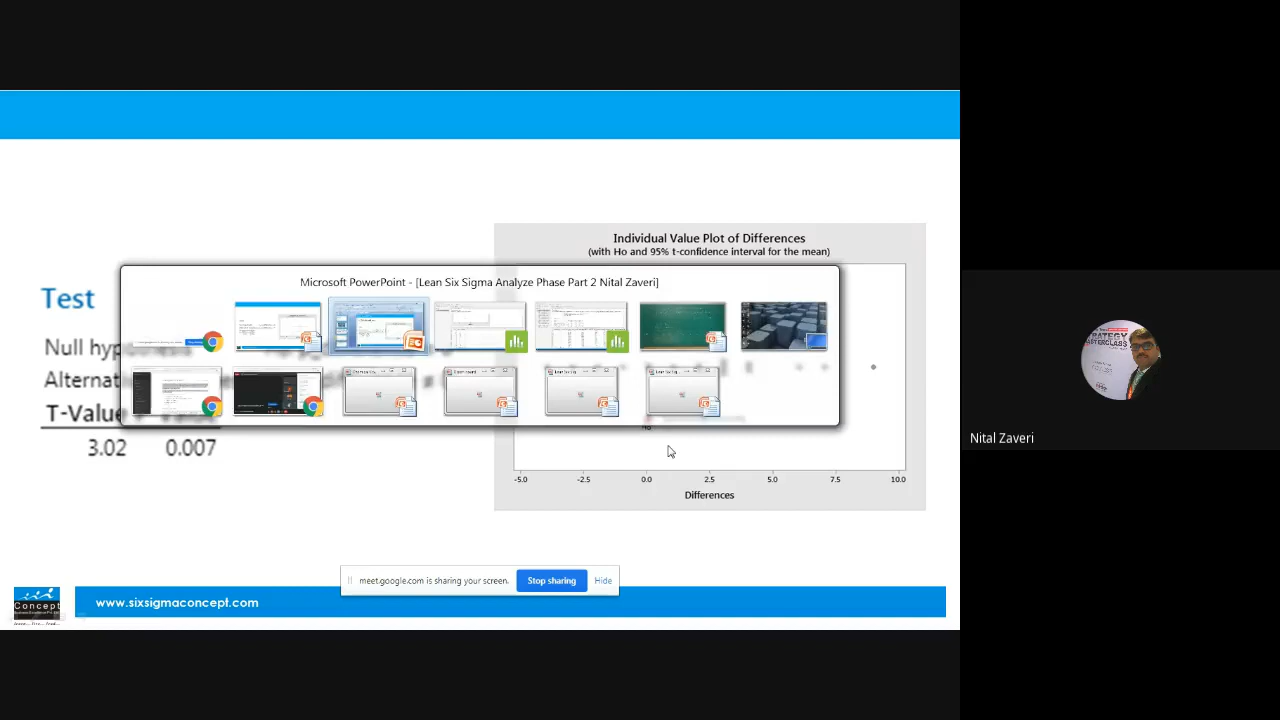 Individual Value Plot of Differences
(with Ho and 95% t-confidence interval for the mean)
Microsoft PowerPoint - [Lean Six Sigma Analyze Phase Part 2 Nital Zaveri]
Test
Null
Alternat
T-Value
3.02 0.007
-5.0 -2.5 0.0 2.5 5.0 7.5 10.0
Differences
Nital Zaveri
meet.google.com is sharing your screen. Stop sharing Hide
Concept
www.sixsigmaconcept.com